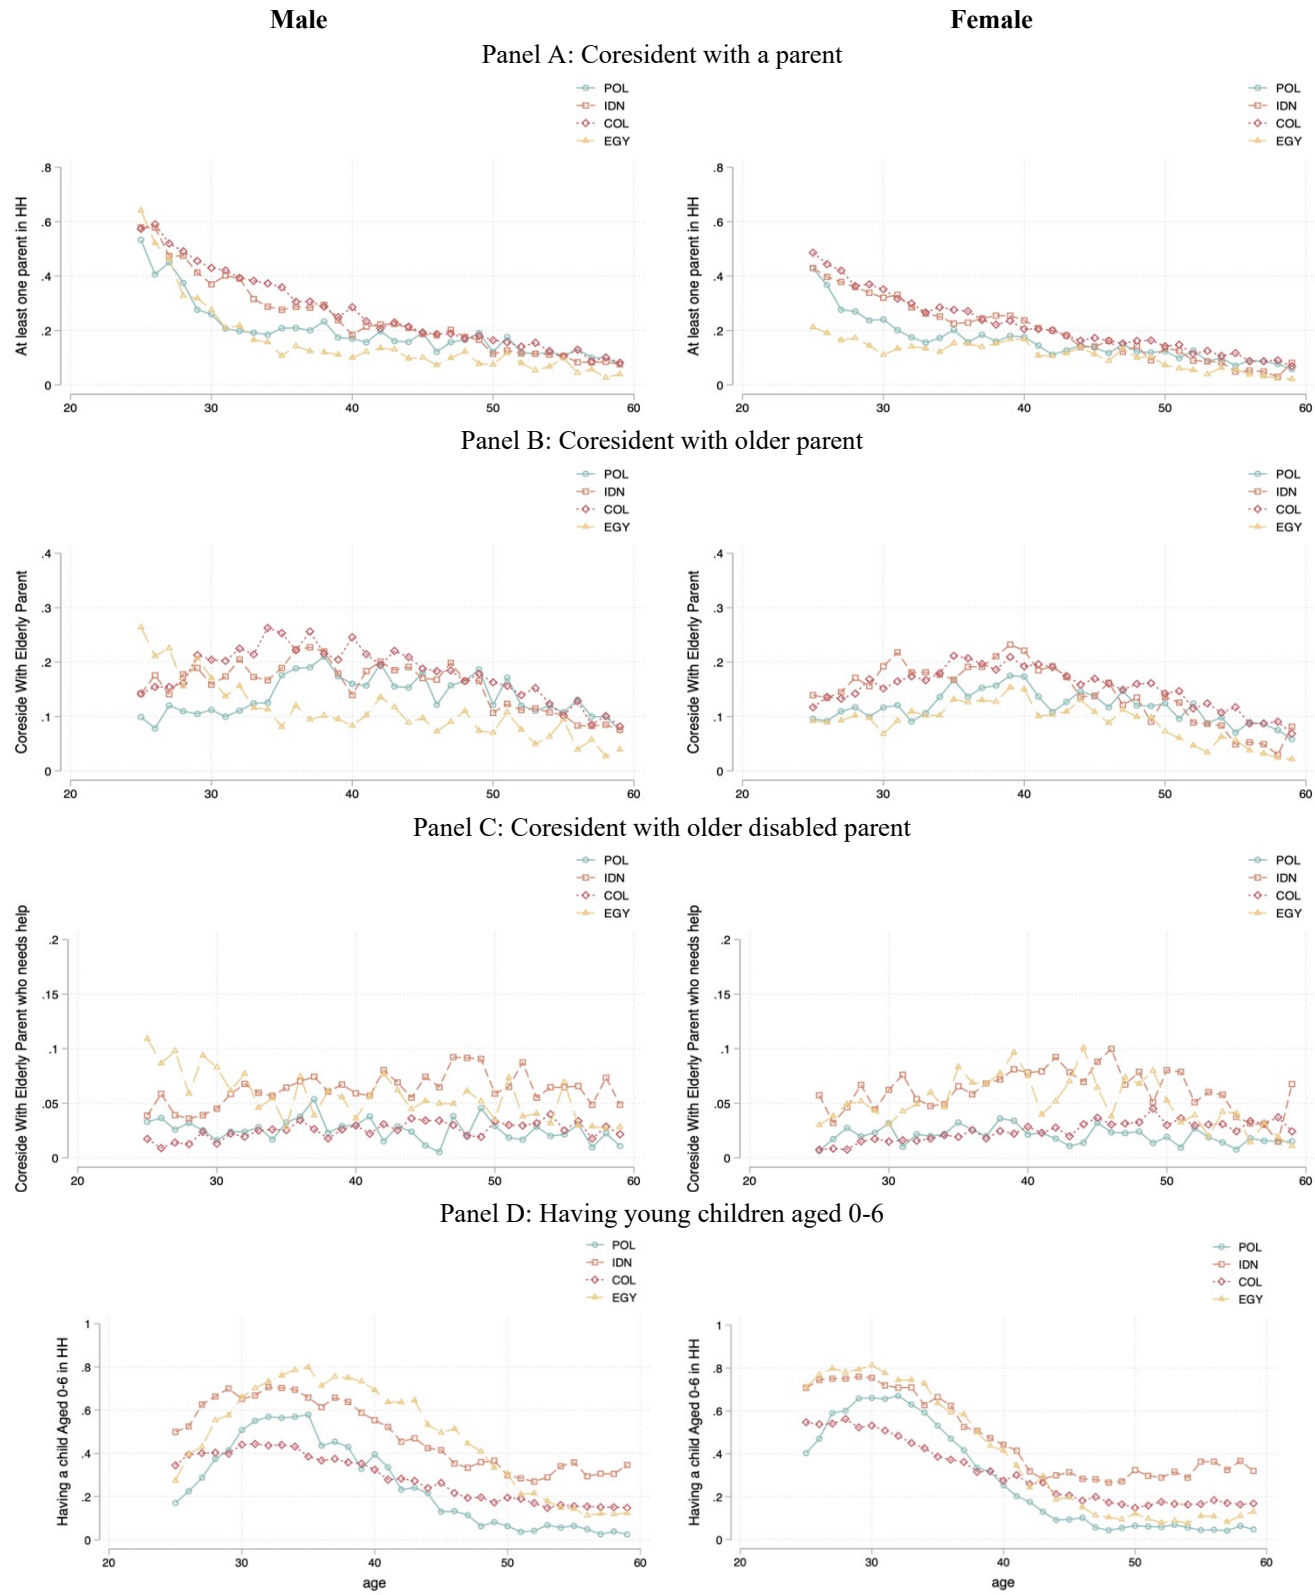 Male Female
Panel A: Coresident with a parent
POL
IDN
COL
EGY
At least one parent in HH
.8
.6
.4
.2
0
20 30 40 50 60
POL
IDN
COL
EGY
At least one parent in HH
.8
.6
.4
.2
0
20 30 40 50 60
Panel B: Coresident with older parent
POL
IDN
COL
EGY
Coreside With Elderly Parent
.4
.3
.2
.1
0
20 30 40 50 60
POL
IDN
COL
EGY
Coreside With Elderly Parent
.4
.3
.2
.1
0
20 30 40 50 60
Panel C: Coresident with older disabled parent
POL
IDN
COL
EGY
Coreside With Elderly Parent who needs help
.2
.15
.1
.05
0
20 30 40 50 60
POL
IDN
COL
EGY
Coreside With Elderly Parent who needs help
.2
.15
.1
.05
0
20 30 40 50 60
Panel D: Having young children aged 0-6
POL
IDN
COL
EGY
Having a child Aged 0-6 in HH
1
.8
.6
.4
.2
0
20 30 40 50 60
age
POL
IDN
COL
EGY
Having a child Aged 0-6 in HH
1
.8
.6
.4
.2
0
20 30 40 50 60
age